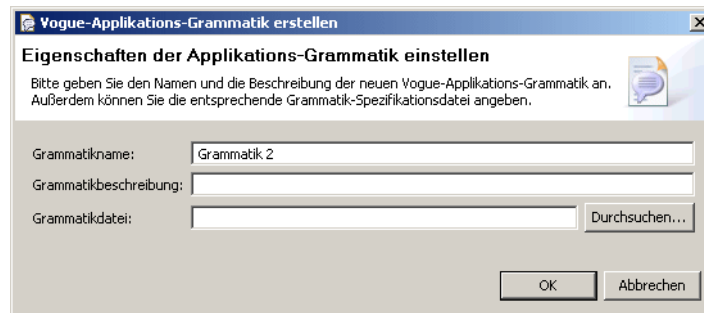 Vogue-Applikations-Grammatik erstellen
Eigenschaften der Applikations-Grammatik einstellen
Bitte geben Sie den Namen und die Beschreibung der neuen Vogue-Applikations-Grammatik an.
Außerdem können Sie die entsprechende Grammatik-Spezifikationsdatei angeben.
Grammatikname: Grammatik 2
Grammatikbeschreibung:
Grammatikdatei: Durchsuchen...
OK Abbrechen